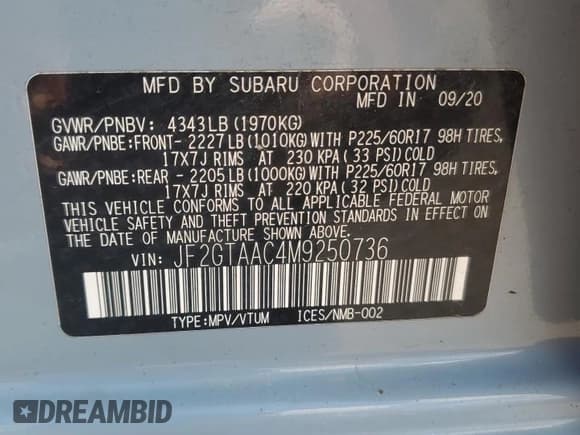 MFD BY SUBARU CORPORATION
MFD IN 09/20
GVWR/PNBV: 4343LB(1970KG)
GAWR/PNBE:FRONT- 2227LB(1010KG)WITH P225/60R17 98H TIRES,
17X7J RIMS AT 230 KPA( 33 PSI)COLD
GAWR/PNBE:REAR - 2205LB(1000KG)WITH P225/60R17 98H TIRES,
17X7J RIMS AT 220 KPA( 32 PSI)COLD
THIS VEHICLE CONFORMS TO ALL APPLICABLE FEDERAL MOTOR
VEHICLE SAFETY AND THEFT PREVENTION STANDARDS IN EFFECT ON
THE DATE OF MANUFACTURE SHOWN ABOVE.
VIN: JF2GTAAC4M9250736
TYPE:MPV/VTUM ICES/NMB-002
DREAMBID